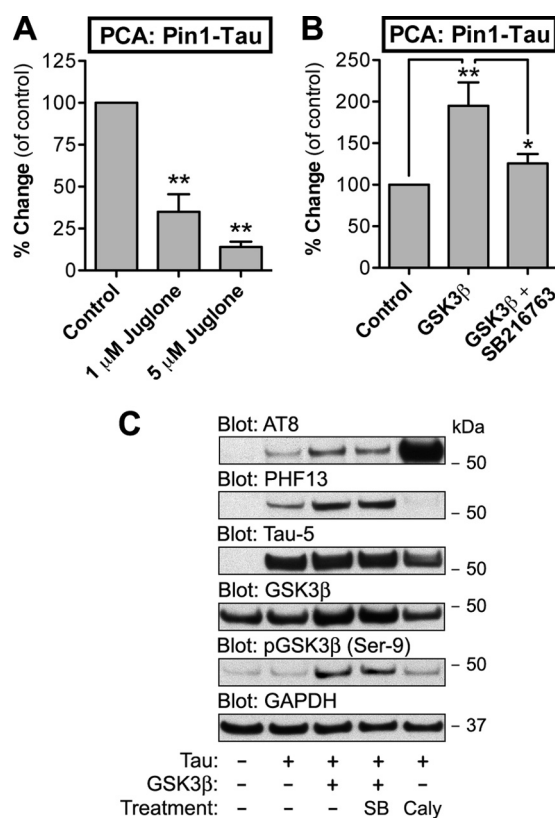 A
PCA: Pin1-Tau
% Change (of control)
100
75
50
25
0
**
**
Control
1 μM Juglone
5 μM Juglone
B
PCA: Pin1-Tau
% Change (of control)
250
200
150
100
50
0
**
*
Control
GSK3β
GSK3β +
SB216763
C
Blot: AT8
kDa
– 50
Blot: PHF13
– 50
Blot: Tau-5
– 50
Blot: GSK3β
– 50
Blot: pGSK3β (Ser-9)
– 50
Blot: GAPDH
– 37
Tau: – + + + +
GSK3β: – – + + –
Treatment: – – – SB Caly